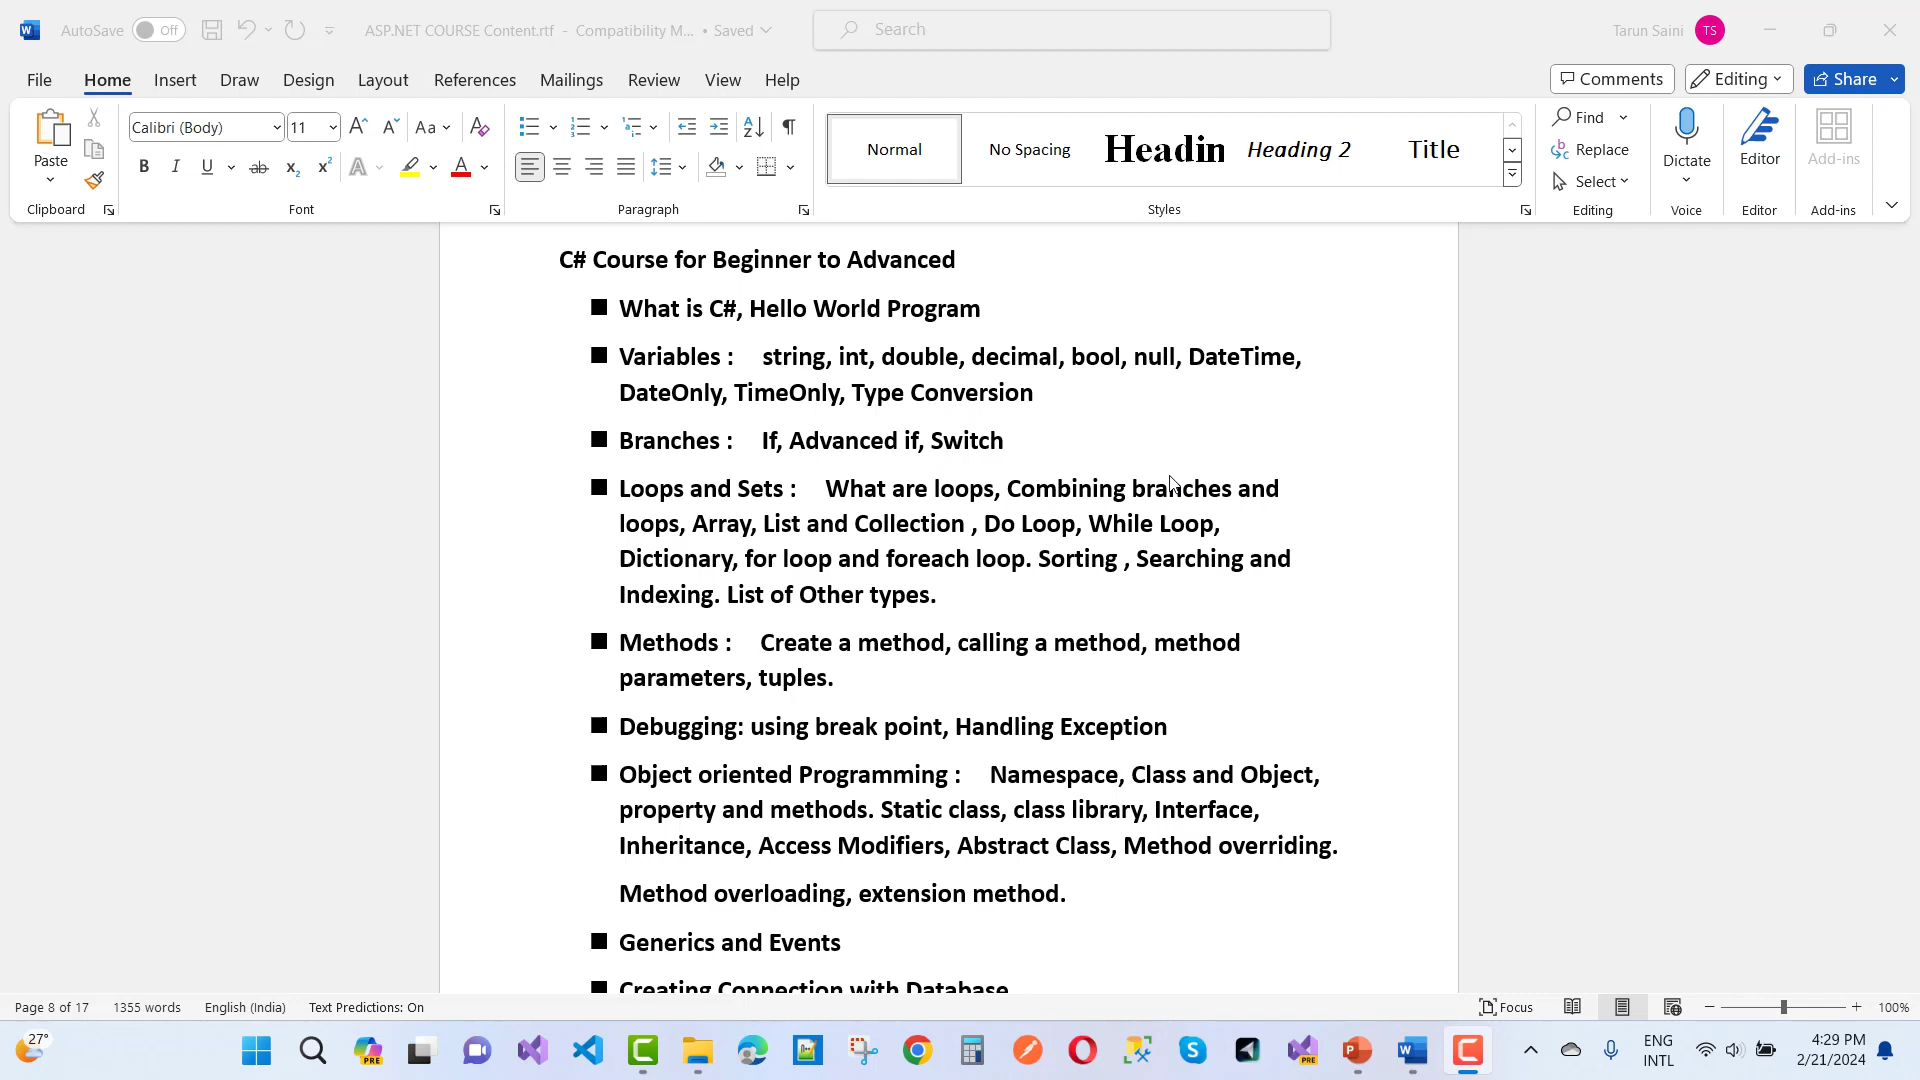 AutoSave Off ASP.NET COURSE Content.rtf - Compatibility M... • Saved Search Tarun Saini TS
File Home Insert Draw Design Layout References Mailings Review View Help Comments Editing Share
Calibri (Body) 11 Aa
Paste
Normal No Spacing Headin Heading 2 Title
Find Replace Select
Dictate Editor Add-ins
Clipboard Font Paragraph Styles Editing Voice Editor Add-ins
C# Course for Beginner to Advanced
What is C#, Hello World Program
Variables : string, int, double, decimal, bool, null, DateTime,
DateOnly, TimeOnly, Type Conversion
Branches : If, Advanced if, Switch
Loops and Sets : What are loops, Combining branches and
loops, Array, List and Collection , Do Loop, While Loop,
Dictionary, for loop and foreach loop. Sorting , Searching and
Indexing. List of Other types.
Methods : Create a method, calling a method, method
parameters, tuples.
Debugging: using break point, Handling Exception
Object oriented Programming : Namespace, Class and Object,
property and methods. Static class, class library, Interface,
Inheritance, Access Modifiers, Abstract Class, Method overriding.
Method overloading, extension method.
Generics and Events
Creating Connection with Database
Page 8 of 17 1355 words English (India) Text Predictions: On Focus 100%
27° PRE PRE ENG 4:29 PM
INTL 2/21/2024